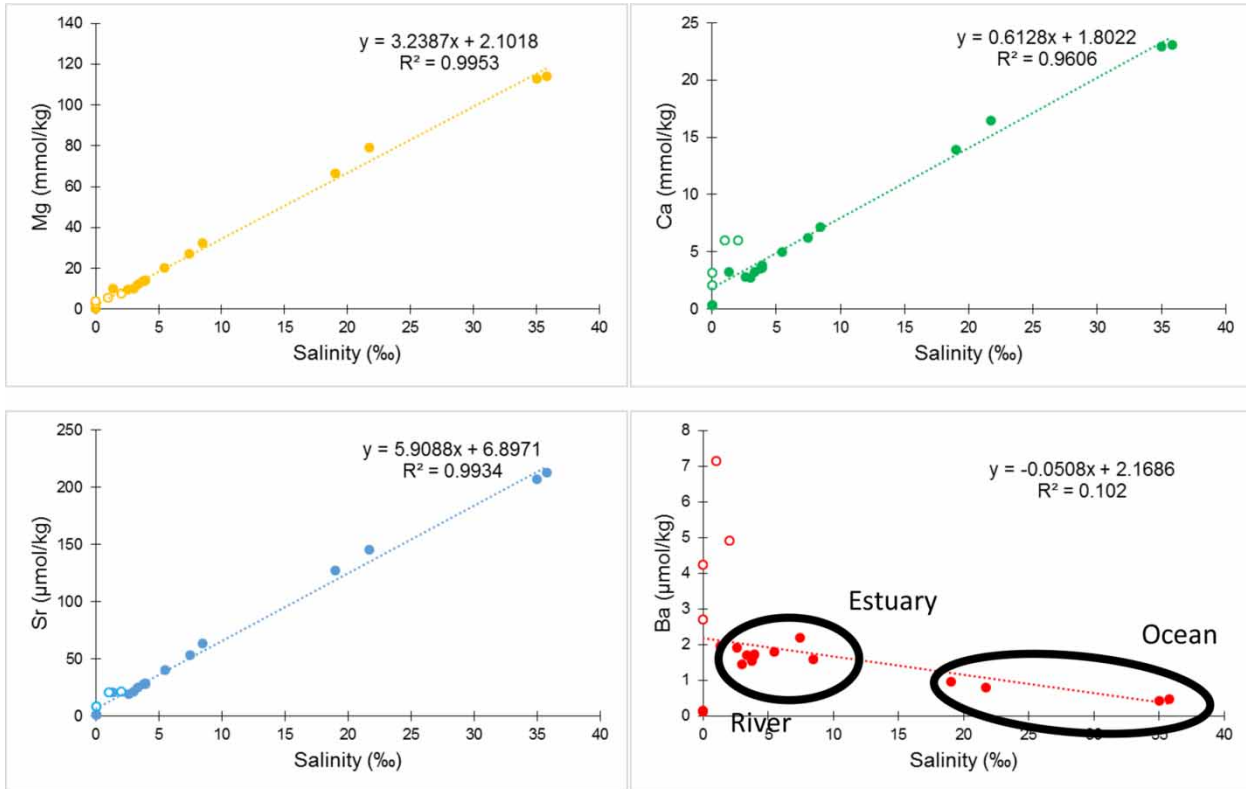 y = 3.2387x + 2.1018
R² = 0.9953
Mg (mmol/kg)
140
120
100
80
60
40
20
0
0 5 10 15 20 25 30 35 40
Salinity (‰)
y = 0.6128x + 1.8022
R² = 0.9606
Ca (mmol/kg)
25
20
15
10
5
0
0 5 10 15 20 25 30 35 40
Salinity (‰)
y = 5.9088x + 6.8971
R² = 0.9934
Sr (µmol/kg)
250
200
150
100
50
0
0 5 10 15 20 25 30 35 40
Salinity (‰)
y = -0.0508x + 2.1686
R² = 0.102
Ba (µmol/kg)
8
7
6
5
4
3
2
1
0
Estuary
Ocean
River
0 5 10 15 20 25 30 35 40
Salinity (‰)